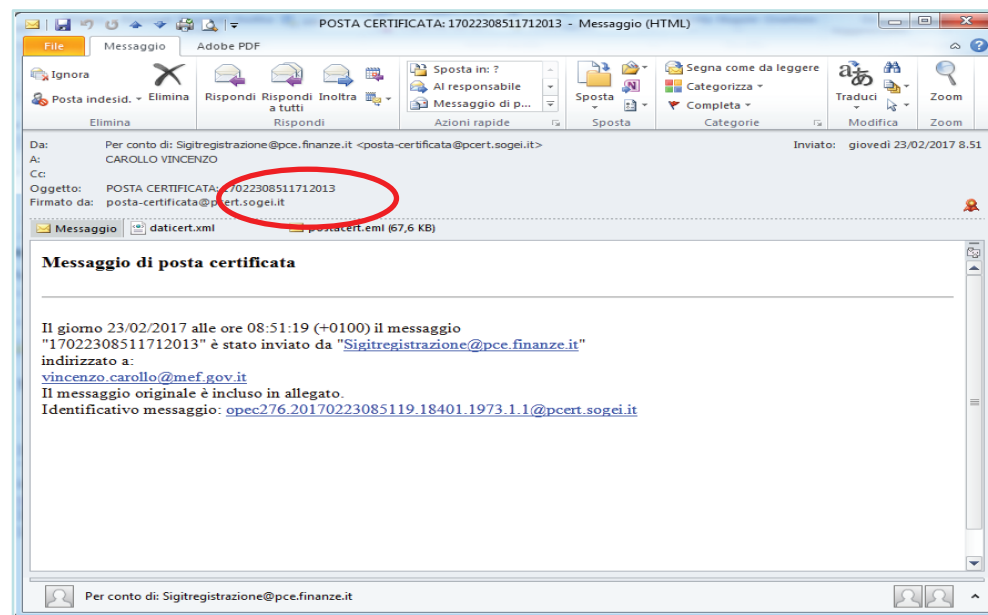 POSTA CERTIFICATA: 17022308511712013 - Messaggio (HTML)
File Messaggio Adobe PDF
Ignora
Posta indesid.
Elimina
Rispondi
Rispondi a tutti
Inoltra
Sposta in: ?
Al responsabile
Messaggio di p...
Sposta
Segna come da leggere
Categorizza
Completa
Traduci
Zoom
Elimina Rispondi Azioni rapide Sposta Categorie Modifica Zoom
Da: Per conto di: Sigitregistrazione@pce.finanze.it <posta-certificata@pcert.sogei.it> Inviato: giovedì 23/02/2017 8.51
A: CAROLLO VINCENZO
Cc:
Oggetto: POSTA CERTIFICATA: 17022308511712013
Firmato da: posta-certificata@pcert.sogei.it
Messaggio daticert.xml postacert.eml (67,6 KB)
Messaggio di posta certificata
Il giorno 23/02/2017 alle ore 08:51:19 (+0100) il messaggio
"17022308511712013" è stato inviato da "Sigitregistrazione@pce.finanze.it"
indirizzato a:
vincenzo.carollo@mef.gov.it
Il messaggio originale è incluso in allegato.
Identificativo messaggio: opec276.20170223085119.18401.1973.1.1@pcert.sogei.it
Per conto di: Sigitregistrazione@pce.finanze.it